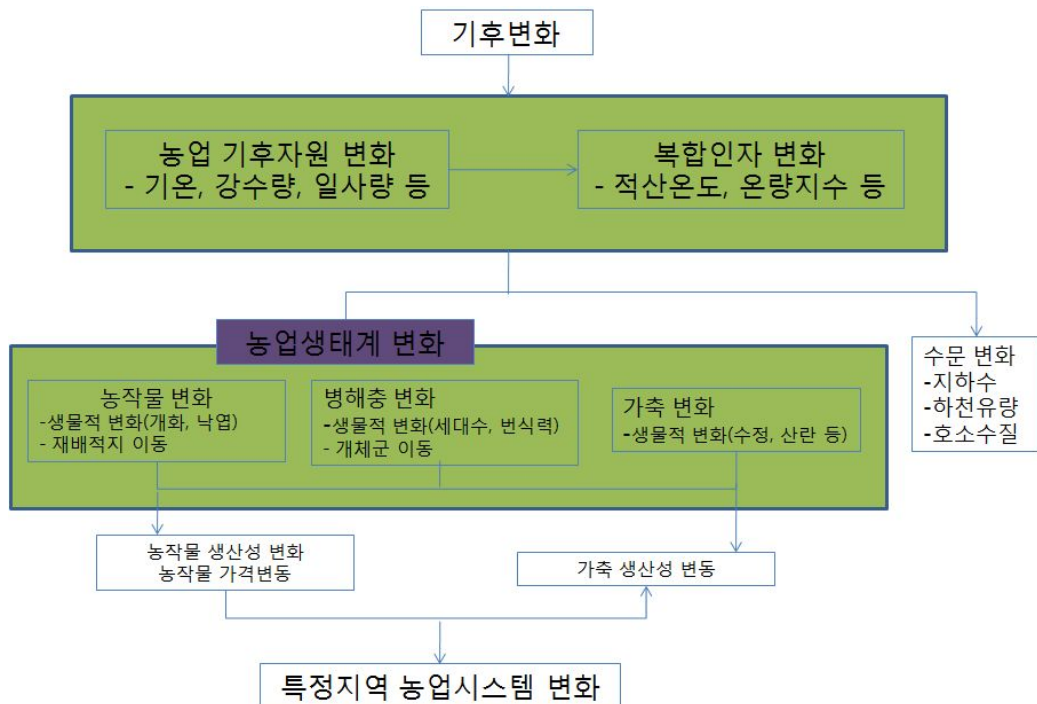 기후변화
농업 기후자원 변화
- 기온, 강수량, 일사량 등
복합인자 변화
- 적산온도, 온량지수 등
농업생태계 변화
농작물 변화
-생물적 변화(개화, 낙엽)
- 재배적지 이동
병해충 변화
-생물적 변화(세대수, 번식력)
- 개체군 이동
가축 변화
-생물적 변화(수정, 산란 등)
수문 변화
-지하수
-하천유량
-호소수질
농작물 생산성 변화
농작물 가격변동
가축 생산성 변동
특정지역 농업시스템 변화